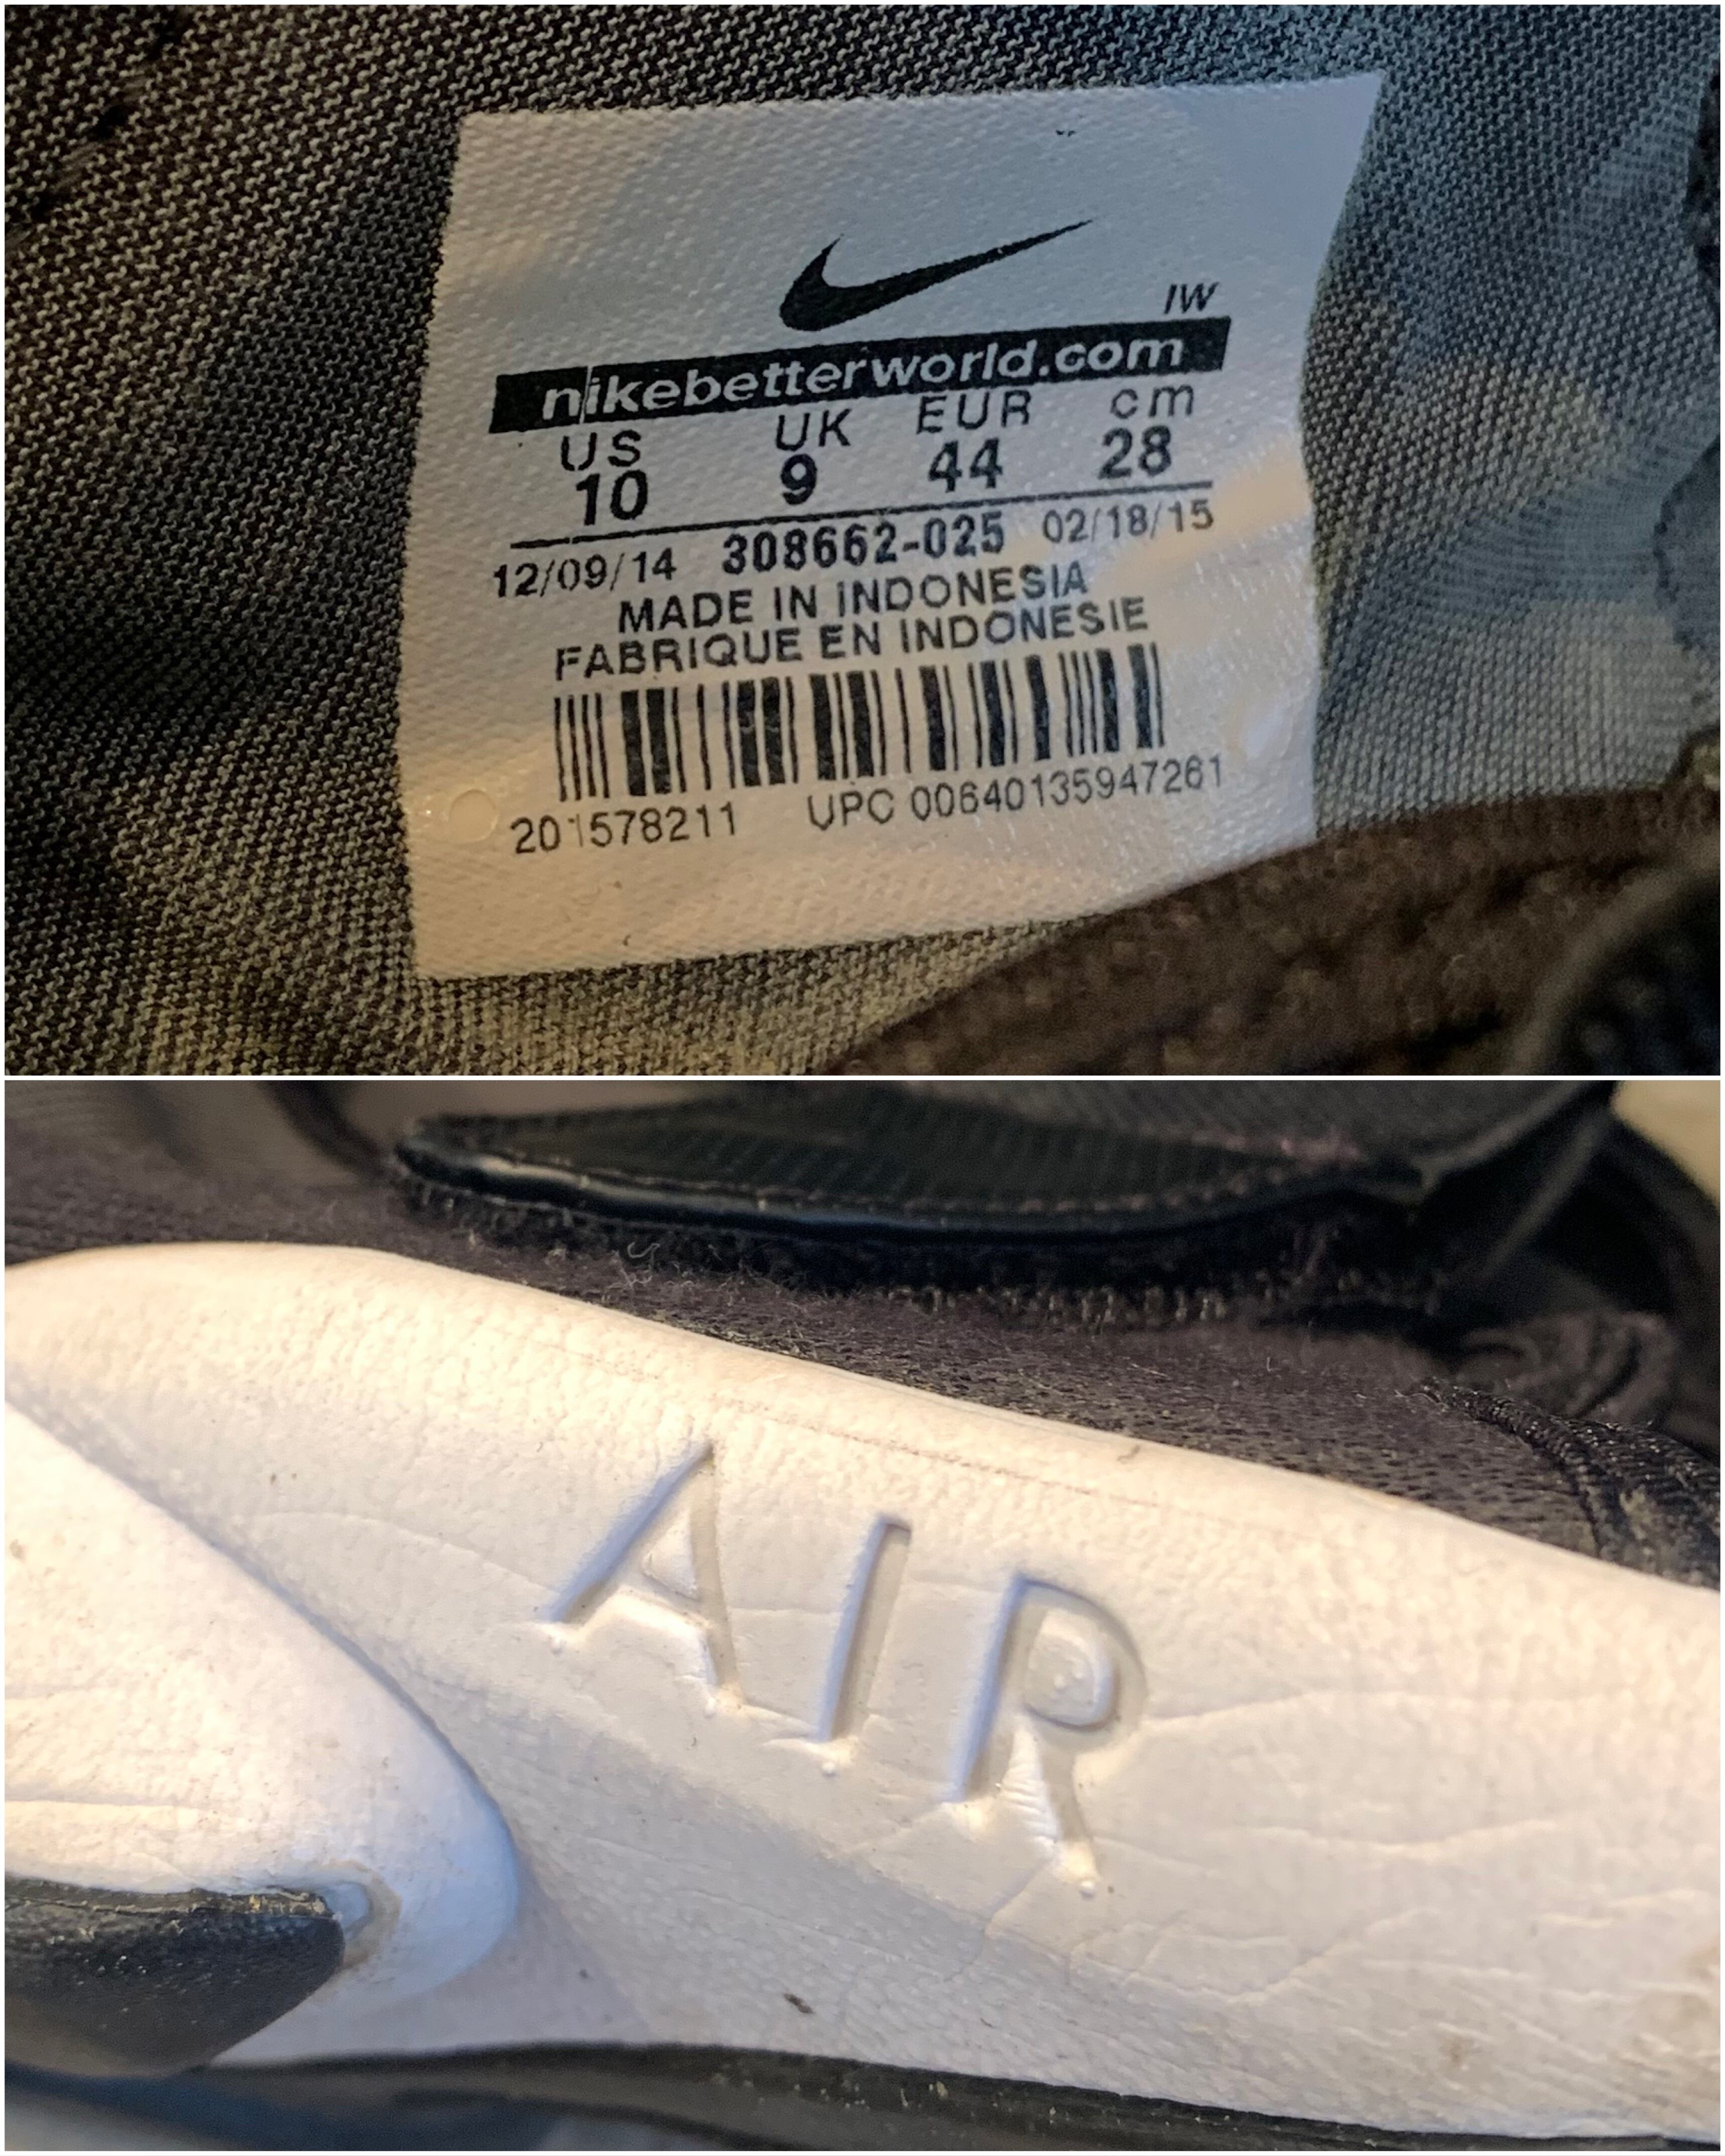 IW
nikebetterworld.com
US UK EUR cm
10 9 44 28
12/09/14 308662-025 02/18/15
MADE IN INDONESIA
FABRIQUE EN INDONESIE
201578211 UPC 00640135947261
AIR